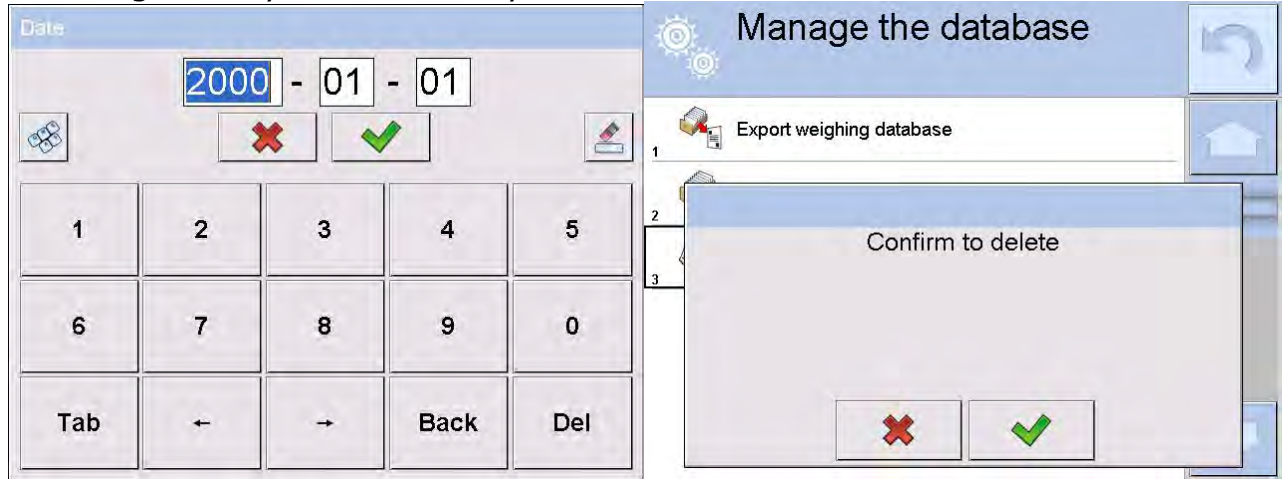 Date
2000 - 01 - 01
1 2 3 4 5
6 7 8 9 0
Tab ← → Back Del
Manage the database
1 Export weighing database
2
3
Confirm to delete